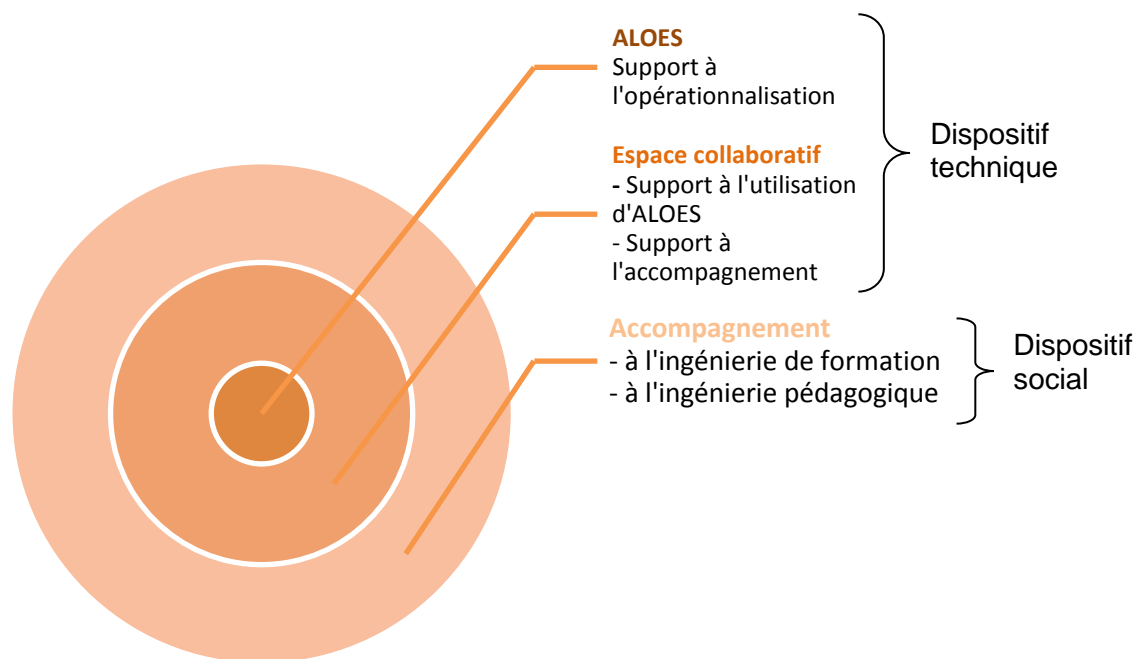 ALOES
Support à
l'opérationnalisation
Espace collaboratif
- Support à l'utilisation
d'ALOES
- Support à
l'accompagnement
Dispositif
technique
Accompagnement
- à l'ingénierie de formation
- à l'ingénierie pédagogique
Dispositif
social